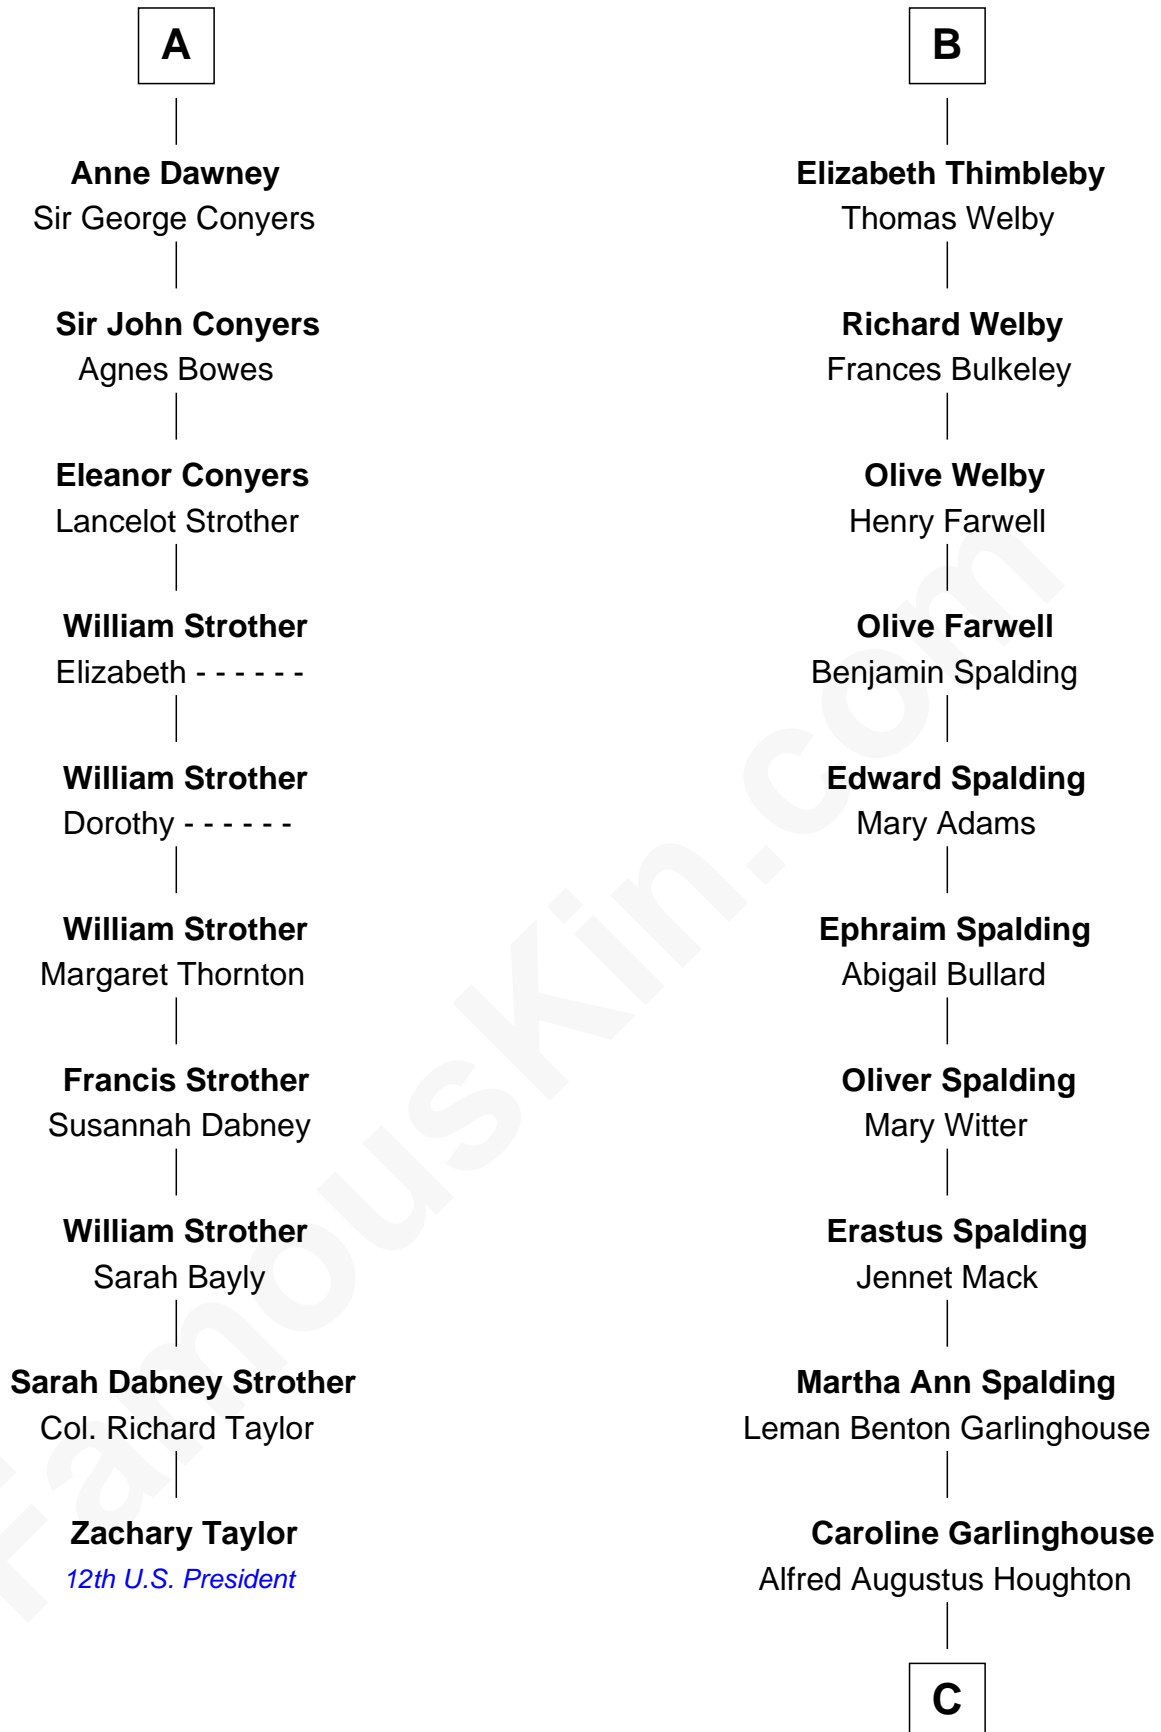 A
Anne Dawney
Sir George Conyers
Sir John Conyers
Agnes Bowes
Eleanor Conyers
Lancelot Strother
William Strother
Elizabeth - - - - - -
William Strother
Dorothy - - - - - -
William Strother
Margaret Thornton
Francis Strother
Susannah Dabney
William Strother
Sarah Bayly
Sarah Dabney Strother
Col. Richard Taylor
Zachary Taylor
12th U.S. President
B
Elizabeth Thimbleby
Thomas Welby
Richard Welby
Frances Bulkeley
Olive Welby
Henry Farwell
Olive Farwell
Benjamin Spalding
Edward Spalding
Mary Adams
Ephraim Spalding
Abigail Bullard
Oliver Spalding
Mary Witter
Erastus Spalding
Jennet Mack
Martha Ann Spalding
Leman Benton Garlinghouse
Caroline Garlinghouse
Alfred Augustus Houghton
C
FamousKin.com